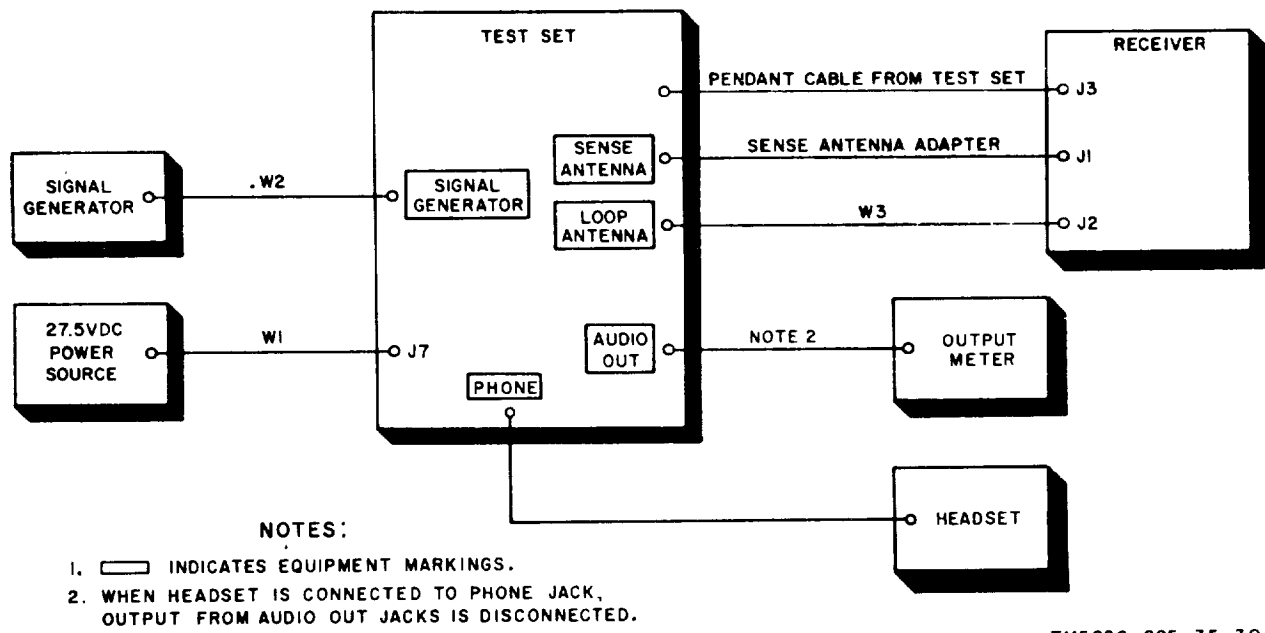 TEST SET
RECEIVER
PENDANT CABLE FROM TEST SET
J3
SENSE ANTENNA ADAPTER
J1
SENSE
ANTENNA
SIGNAL
GENERATOR
.W2
SIGNAL
GENERATOR
LOOP
ANTENNA
W3
J2
27.5VDC
POWER
SOURCE
W1
J7
AUDIO
OUT
NOTE 2
OUTPUT
METER
PHONE
HEADSET
NOTES:
1. INDICATES EQUIPMENT MARKINGS.
2. WHEN HEADSET IS CONNECTED TO PHONE JACK,
OUTPUT FROM AUDIO OUT JACKS IS DISCONNECTED.